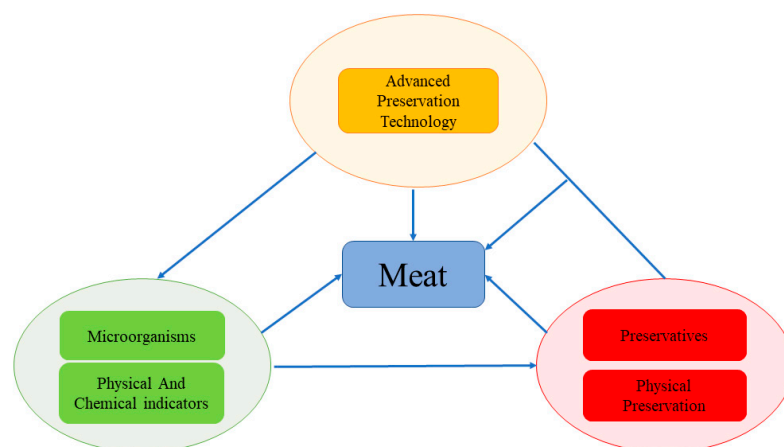 Advanced
Preservation
Technology
Meat
Microorganisms
Physical And
Chemical indicators
Preservatives
Physical
Preservation